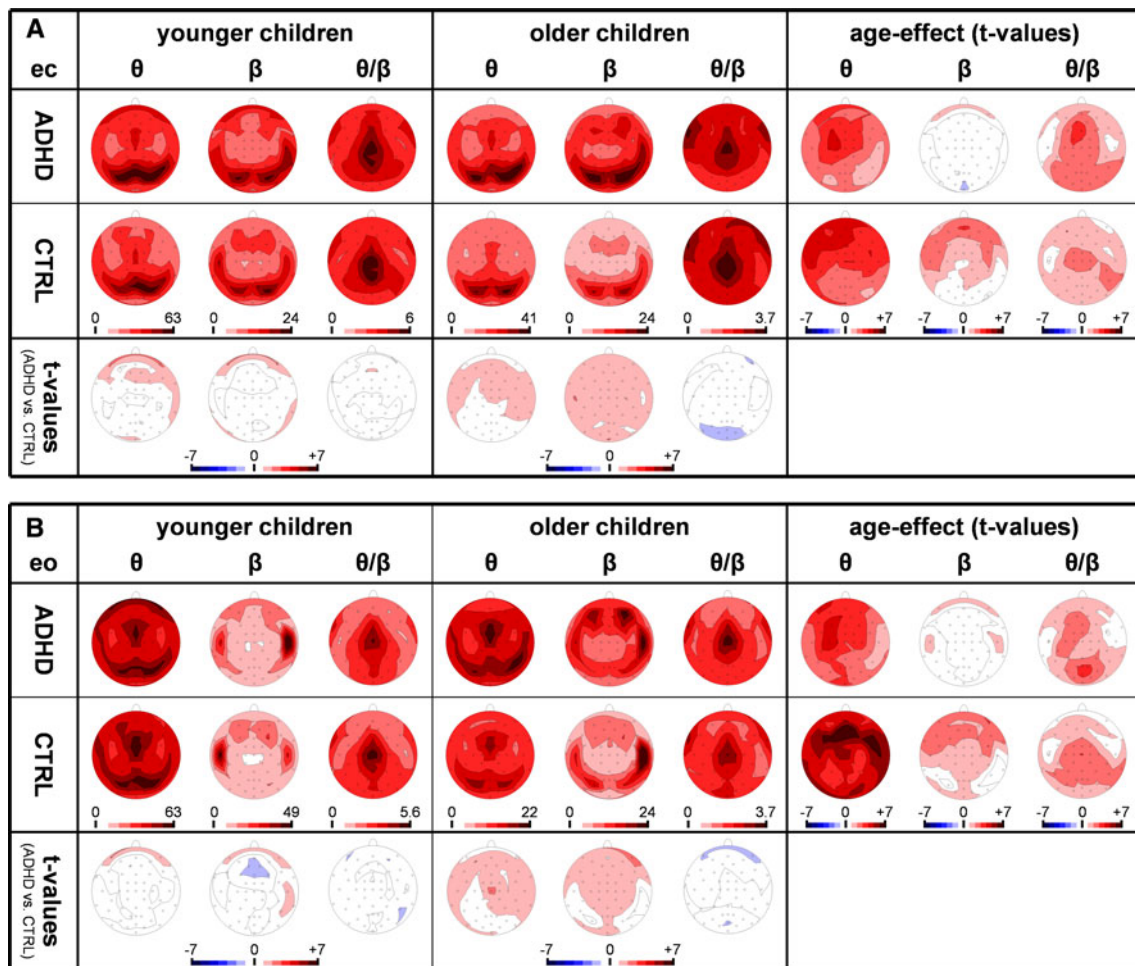 A younger children older children age-effect (t-values)
ec θ β θ/β θ β θ/β θ β θ/β
ADHD
CTRL
0 63 0 24 0 6 0 41 0 24 0 3.7 -7 0 +7 -7 0 +7 -7 0 +7
t-values
(ADHD vs. CTRL)
-7 0 +7 -7 0 +7
B younger children older children age-effect (t-values)
eo θ β θ/β θ β θ/β θ β θ/β
ADHD
CTRL
0 63 0 49 0 5.6 0 22 0 24 0 3.7 -7 0 +7 -7 0 +7 -7 0 +7
t-values
(ADHD vs. CTRL)
-7 0 +7 -7 0 +7